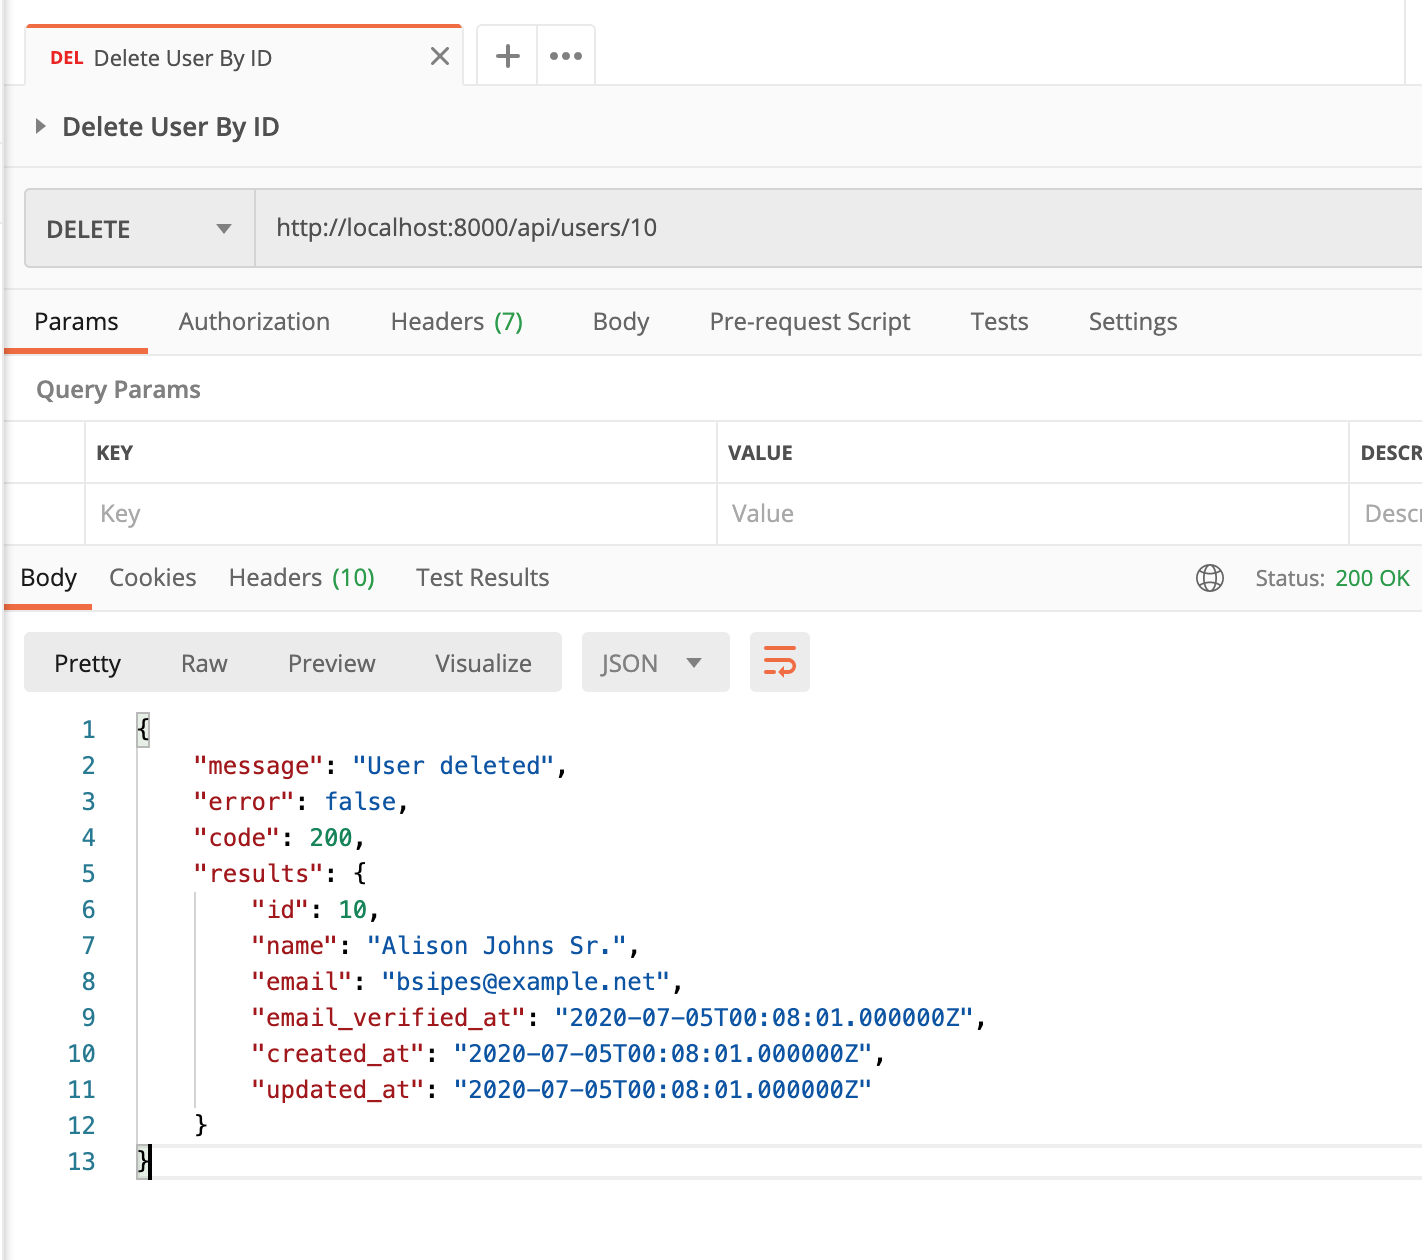 DEL Delete User By ID
Delete User By ID
DELETE http://localhost:8000/api/users/10
Params Authorization Headers (7) Body Pre-request Script Tests Settings
Query Params
KEY VALUE DESCR
Key Value Descr
Body Cookies Headers (10) Test Results Status: 200 OK
Pretty Raw Preview Visualize JSON
1 {
2 "message": "User deleted",
3 "error": false,
4 "code": 200,
5 "results": {
6 "id": 10,
7 "name": "Alison Johns Sr.",
8 "email": "bsipes@example.net",
9 "email_verified_at": "2020-07-05T00:08:01.000000Z",
10 "created_at": "2020-07-05T00:08:01.000000Z",
11 "updated_at": "2020-07-05T00:08:01.000000Z"
12 }
13 }